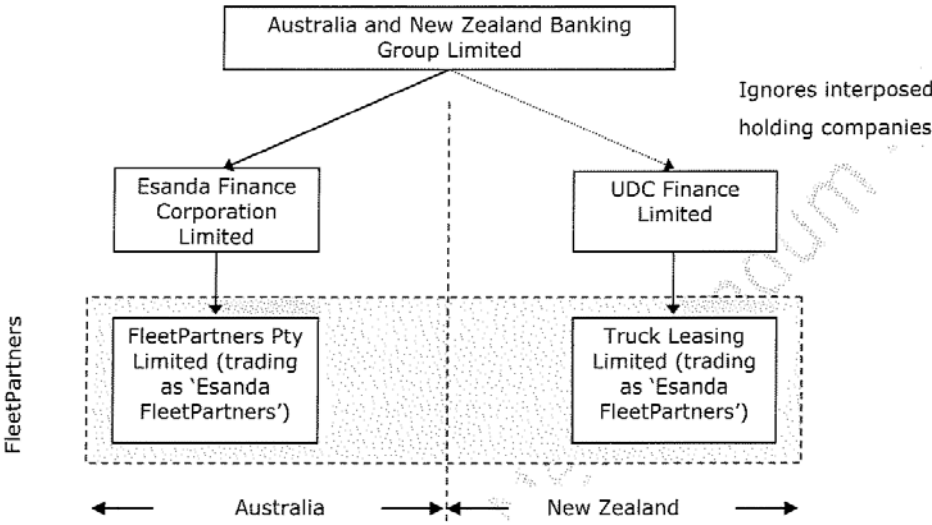 Australia and New Zealand Banking
Group Limited
Ignores interposed
holding companies
Esanda Finance
Corporation
Limited
UDC Finance
Limited
FleetPartners
FleetPartners Pty
Limited (trading
as ‘Esanda
FleetPartners’)
Truck Leasing
Limited (trading
as ‘Esanda
FleetPartners’)
Australia
New Zealand